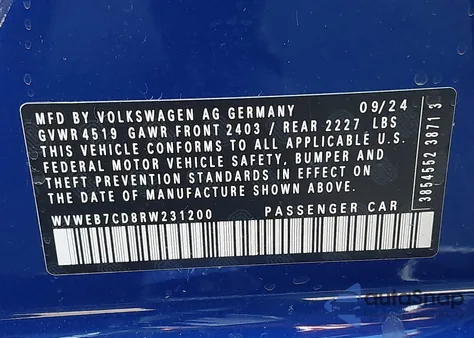 MFD BY VOLKSWAGEN AG GERMANY 09/24
GVWR 4519 GAWR FRONT 2403 / REAR 2227 LBS
THIS VEHICLE CONFORMS TO ALL APPLICABLE U.S.
FEDERAL MOTOR VEHICLE SAFETY, BUMPER AND
THEFT PREVENTION STANDARDS IN EFFECT ON
THE DATE OF MANUFACTURE SHOWN ABOVE.
WVWEB7CD8RW231200 PASSENGER CAR
3854552 3871 3
autoSnap